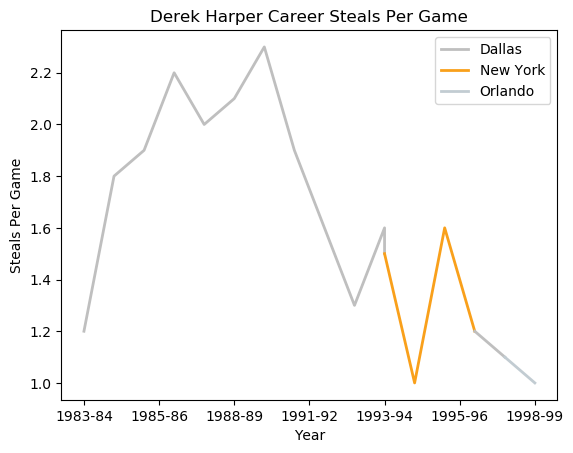 Derek Harper Career Steals Per Game
Dallas
New York
Orlando
Steals Per Game
2.2
2.0
1.8
1.6
1.4
1.2
1.0
1983-84 1985-86 1988-89 1991-92 1993-94 1995-96 1998-99
Year